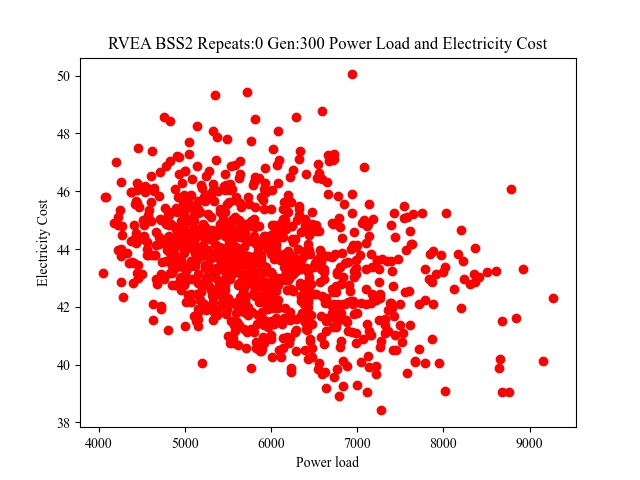 RVEA BSS2 Repeats:0 Gen:300 Power Load and Electricity Cost
50
48
46
44
42
40
38
Electricity Cost
4000 5000 6000 7000 8000 9000
Power load